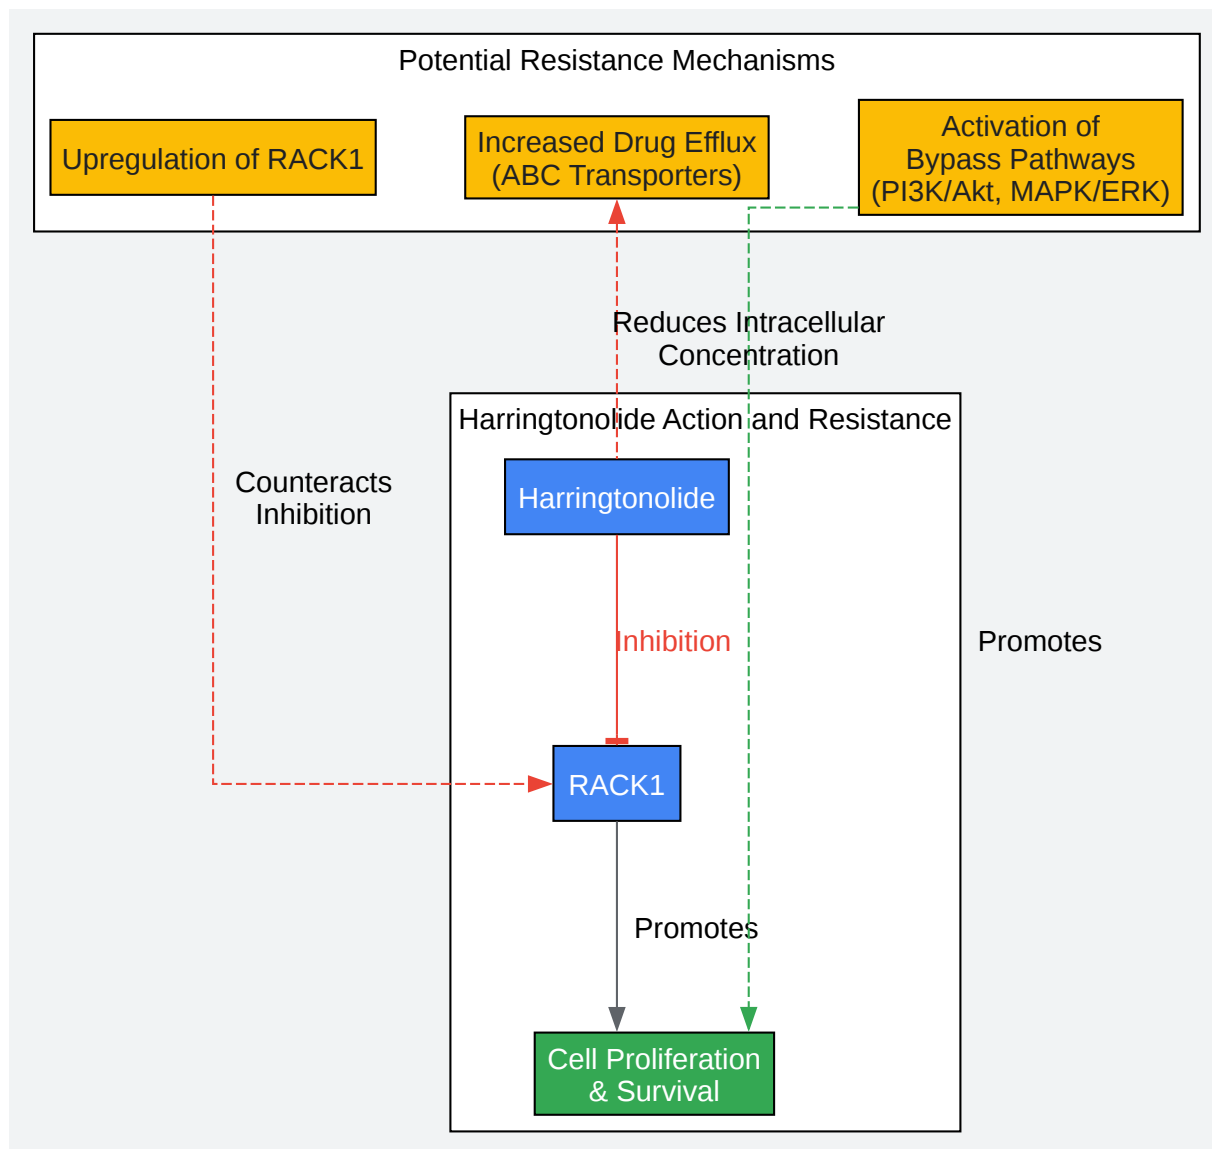 Potential Resistance Mechanisms
Upregulation of RACK1
Increased Drug Efflux
(ABC Transporters)
Activation of
Bypass Pathways
(PI3K/Akt, MAPK/ERK)
Reduces Intracellular
Concentration
Harringtonolide Action and Resistance
Counteracts
Inhibition
Harringtonolide
Inhibition
Promotes
RACK1
Promotes
Cell Proliferation
& Survival